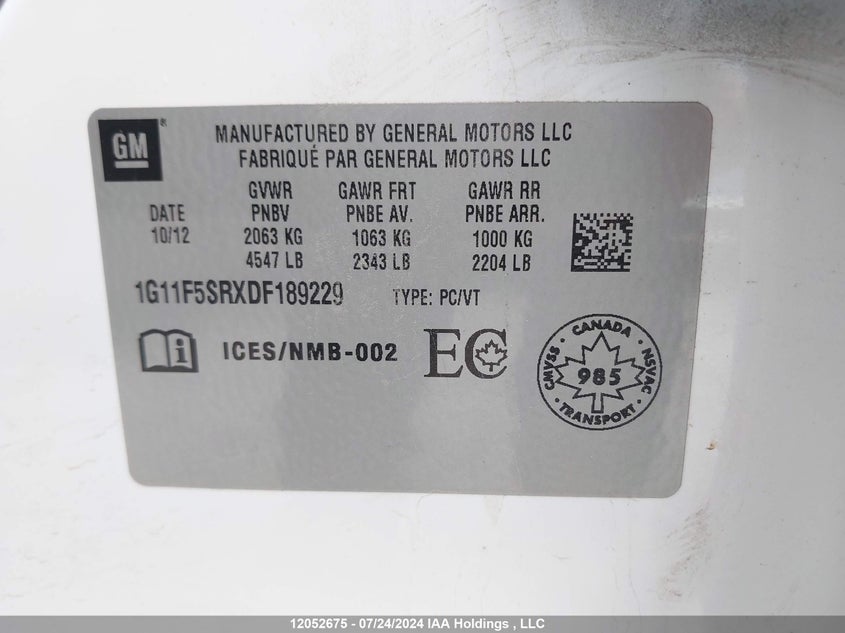 GM
MANUFACTURED BY GENERAL MOTORS LLC
FABRIQUÉ PAR GENERAL MOTORS LLC
GVWR GAWR FRT GAWR RR
DATE PNBV PNBE AV. PNBE ARR.
10/12 2063 KG 1063 KG 1000 KG
4547 LB 2343 LB 2204 LB
1G11F5SRXDF189229 TYPE: PC/VT
i ICES/NMB-002 EC
CANADA
CMVSS 985 NSVAC
TRANSPORT
12052675 - 07/24/2024 IAA Holdings , LLC